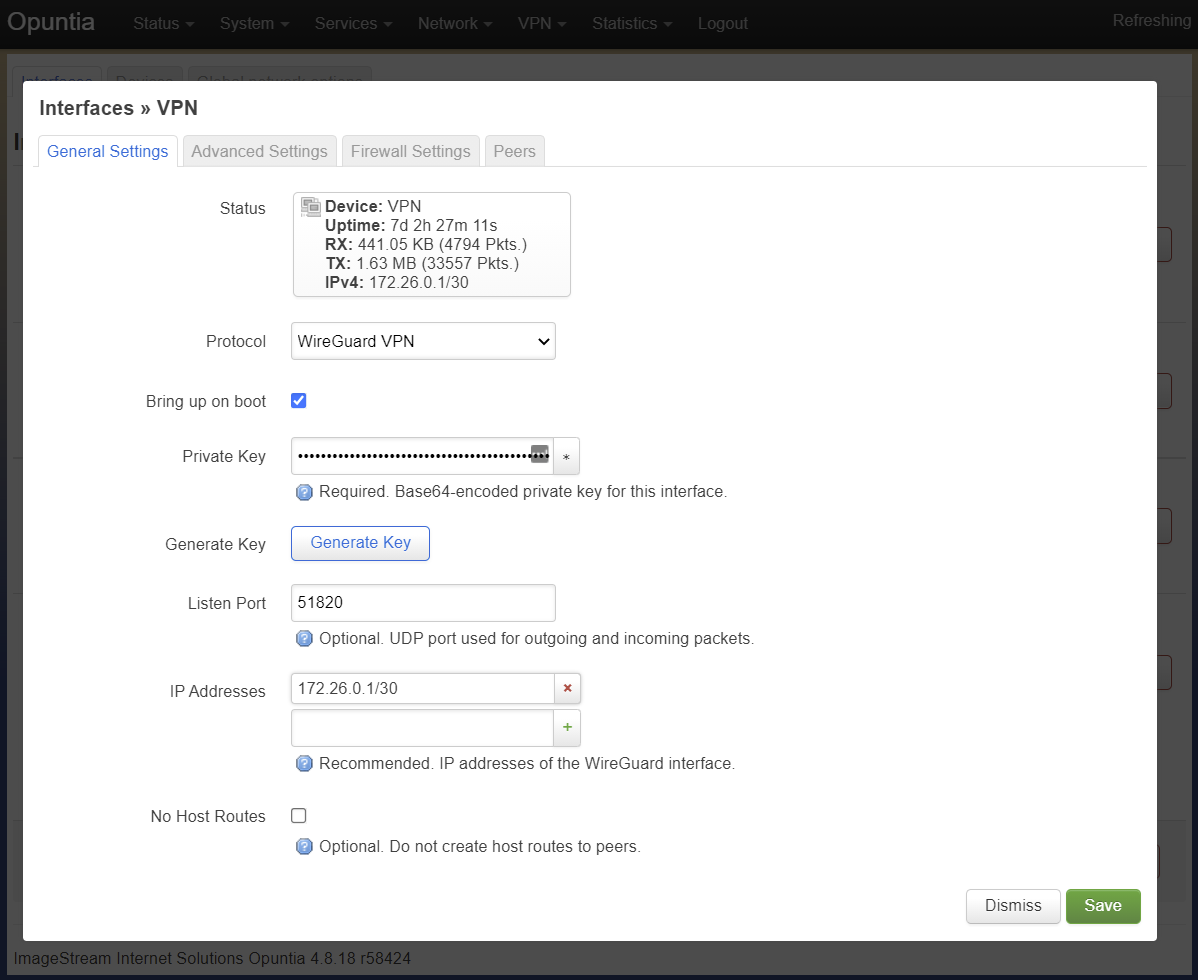 Opuntia Status System Services Network VPN Statistics Logout Refreshing
Interfaces Devices Global network options
Interfaces » VPN
General Settings Advanced Settings Firewall Settings Peers
Status
Device: VPN
Uptime: 7d 2h 27m 11s
RX: 441.05 KB (4794 Pkts.)
TX: 1.63 MB (33557 Pkts.)
IPv4: 172.26.0.1/30
Protocol WireGuard VPN
Bring up on boot
Private Key *
Required. Base64-encoded private key for this interface.
Generate Key Generate Key
Listen Port 51820
Optional. UDP port used for outgoing and incoming packets.
IP Addresses 172.26.0.1/30 ×
+
Recommended. IP addresses of the WireGuard interface.
No Host Routes
Optional. Do not create host routes to peers.
Dismiss Save
ImageStream Internet Solutions Opuntia 4.8.18 r58424